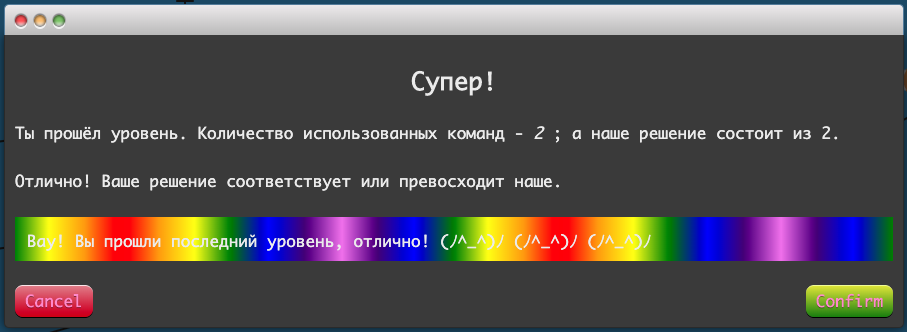 Супер!
Ты прошёл уровень. Количество использованных команд - 2 ; а наше решение состоит из 2.
Отлично! Ваше решение соответствует или превосходит наше.
Вау! Вы прошли последний уровень, отлично! (ﾉ^_^)ﾉ (ﾉ^_^)ﾉ (ﾉ^_^)ﾉ
Cancel
Confirm